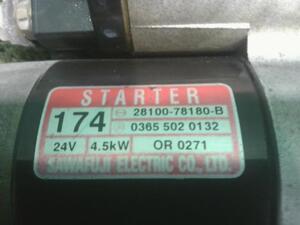 STARTER
174
28100-78180-B
0365 502 0132
24V 4.5kW OR 0271
SAWAFUJI ELECTRIC CO., LTD.